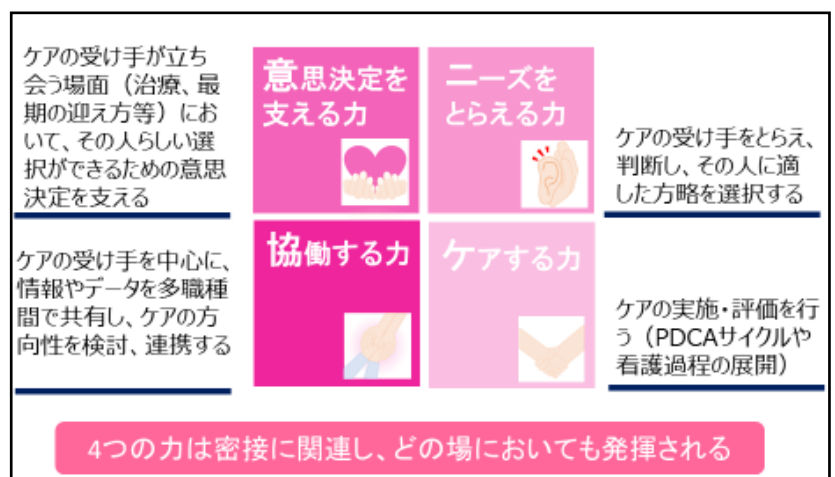 ケアの受け手が立ち
会う場面（治療、最
期の迎え方等）にお
いて、その人らしい選
択ができるための意思
決定を支える
意思決定を
支える力
ニーズを
とらえる力
ケアの受け手をとらえ、
判断し、その人に適
した方略を選択する
ケアの受け手を中心に、
情報やデータを多職種
間で共有し、ケアの方
向性を検討、連携する
協働する力
ケアする力
ケアの実施・評価を行
う（PDCAサイクルや
看護過程の展開）
4つの力は密接に関連し、どの場においても発揮される